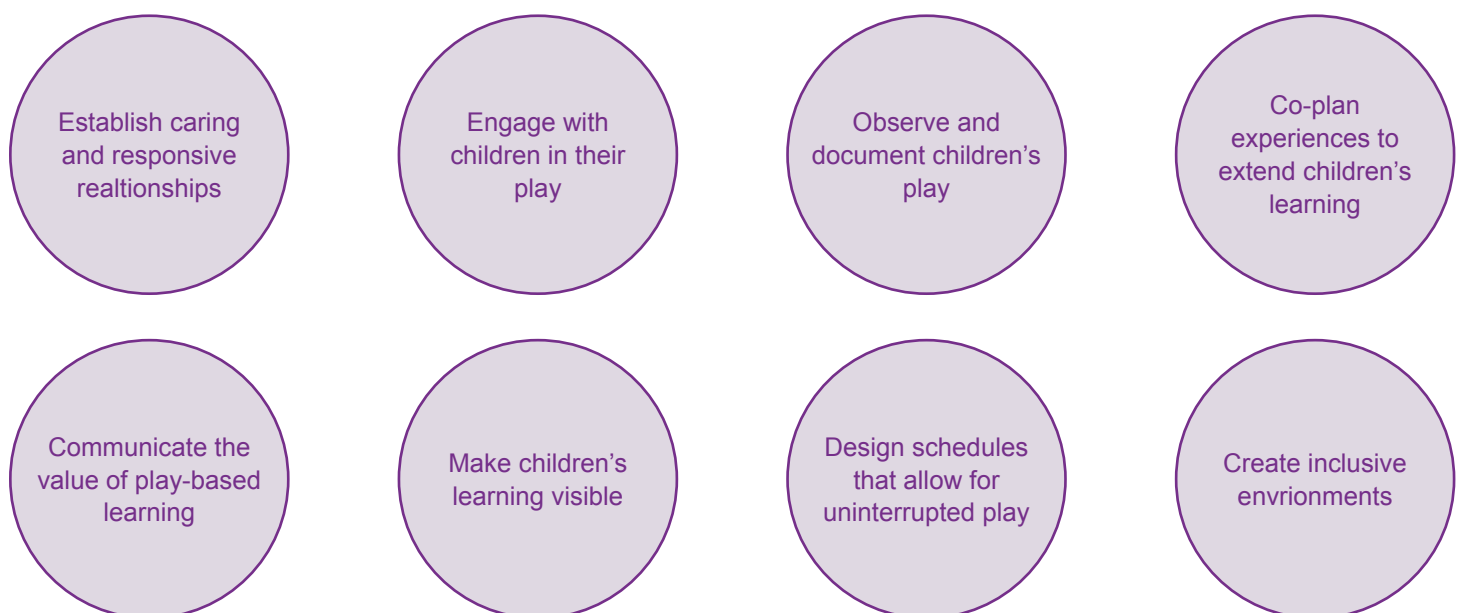 Establish caring
and responsive
realtionships
Engage with
children in their
play
Observe and
document children’s
play
Co-plan
experiences to
extend children’s
learning
Communicate the
value of play-based
learning
Make children’s
learning visible
Design schedules
that allow for
uninterrupted play
Create inclusive
envrionments